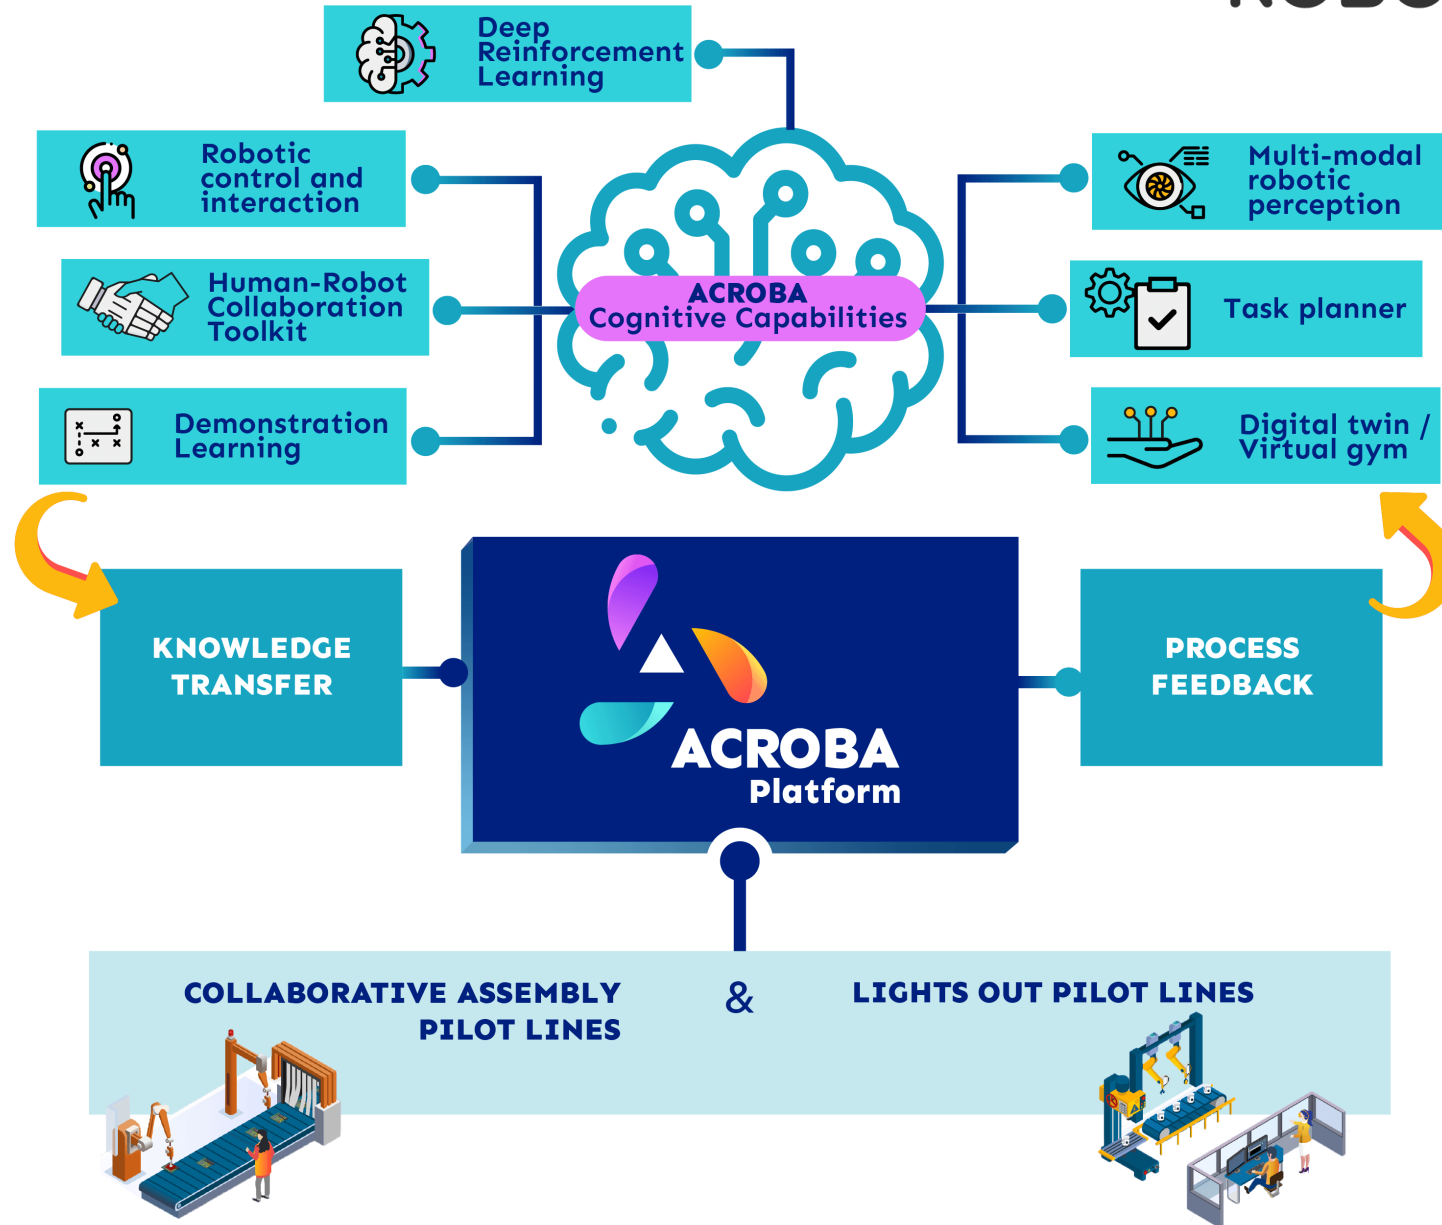 Deep
Reinforcement
Learning
Robotic
control and
interaction
Human-Robot
Collaboration
Toolkit
Demonstration
Learning
ACROBA
Cognitive Capabilities
Multi-modal
robotic
perception
Task planner
Digital twin /
Virtual gym
KNOWLEDGE
TRANSFER
ACROBA
Platform
PROCESS
FEEDBACK
COLLABORATIVE ASSEMBLY
PILOT LINES
&
LIGHTS OUT PILOT LINES